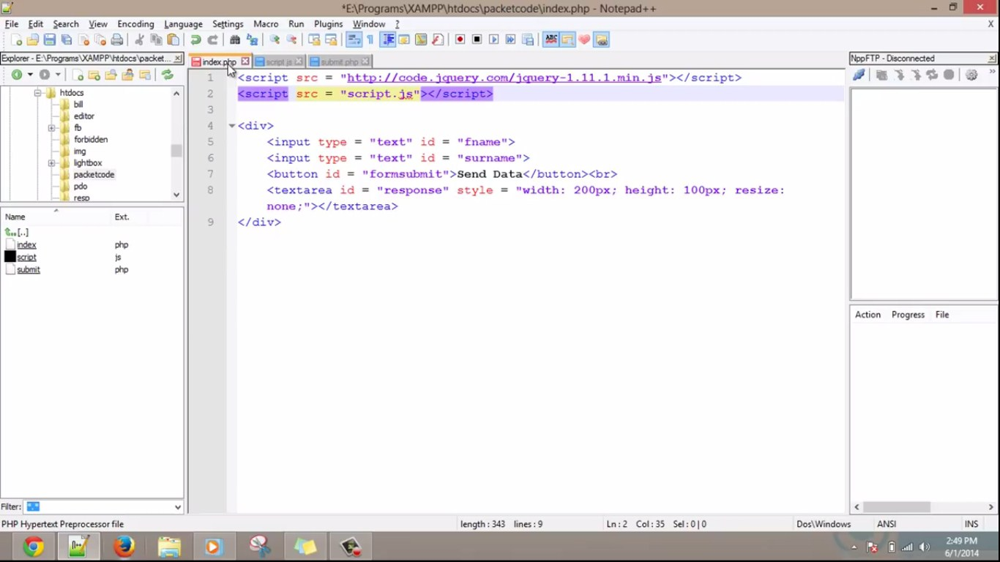 *E:\Programs\XAMPP\htdocs\packetcode\index.php - Notepad++
File Edit Search View Encoding Language Settings Macro Run Plugins Window ? X
Explorer - E:\Programs\XAMPP\htdocs\packet...
index.php script.js submit.php
NppFTP - Disconnected
htdocs
bill
editor
fb
forbidden
img
lightbox
packetcode
pdo
resp
Name Ext.
[..]
index php
script js
submit php
Filter:
1 <script src = "http://code.jquery.com/jquery-1.11.1.min.js"></script>
2 <script src = "script.js"></script>
3
4 <div>
5 <input type = "text" id = "fname">
6 <input type = "text" id = "surname">
7 <button id = "formsubmit">Send Data</button><br>
8 <textarea id = "response" style = "width: 200px; height: 100px; resize:
none;"></textarea>
9 </div>
Action Progress File
PHP Hypertext Preprocessor file length : 343 lines : 9 Ln : 2 Col : 35 Sel : 0 | 0 Dos\Windows ANSI INS
2:49 PM
6/1/2014